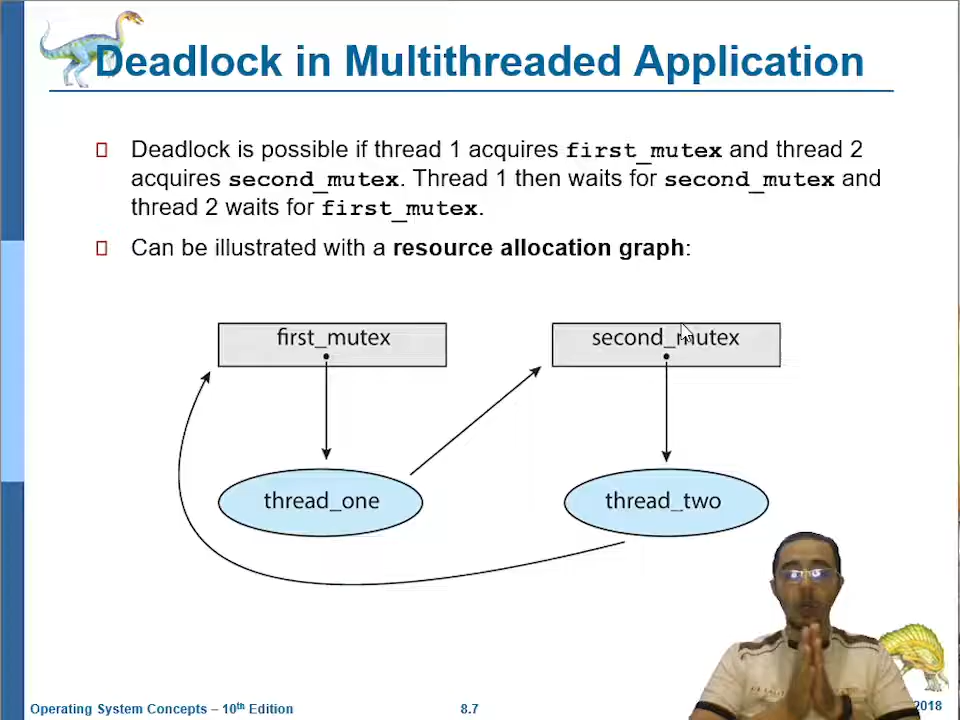 Deadlock in Multithreaded Application
Deadlock is possible if thread 1 acquires first_mutex and thread 2
acquires second_mutex. Thread 1 then waits for second_mutex and
thread 2 waits for first_mutex.
Can be illustrated with a resource allocation graph:
first_mutex
second_mutex
thread_one
thread_two
Operating System Concepts – 10th Edition
8.7
2018